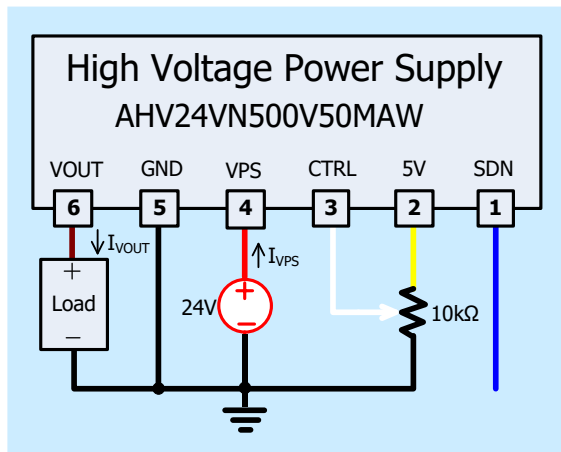 High Voltage Power Supply
AHV24VN500V50MAW
VOUT GND VPS CTRL 5V SDN
6 5 4 3 2 1
IVOUT IVPS
+ +
Load 24V 10kΩ
− −